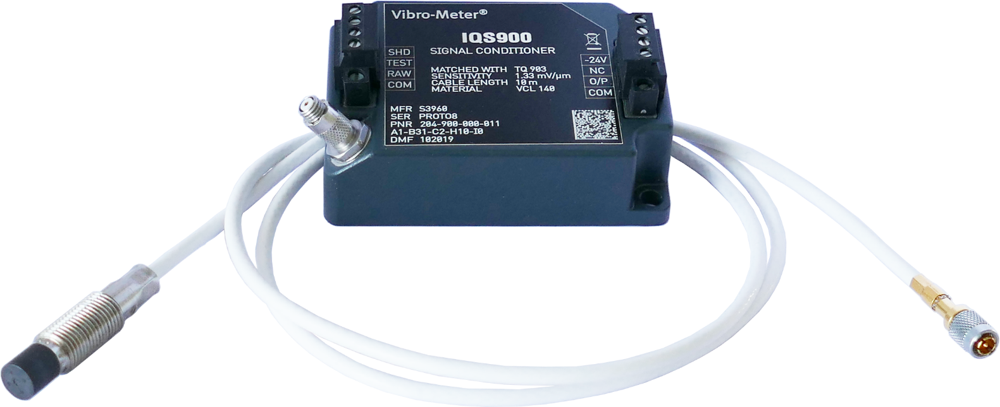 Vibro-Meter®
IQS900
SIGNAL CONDITIONER
SHD
TEST
RAW
COM
-24V
NC
O/P
COM
MATCHED WITH TQ 903
SENSITIVITY 1.33 mV/µm
CABLE LENGTH 10 m
MATERIAL VCL 140
MFR S3960
SER PROTO8
PNR 204-900-000-011
A1-B31-C2-H10-I0
DMF 102019